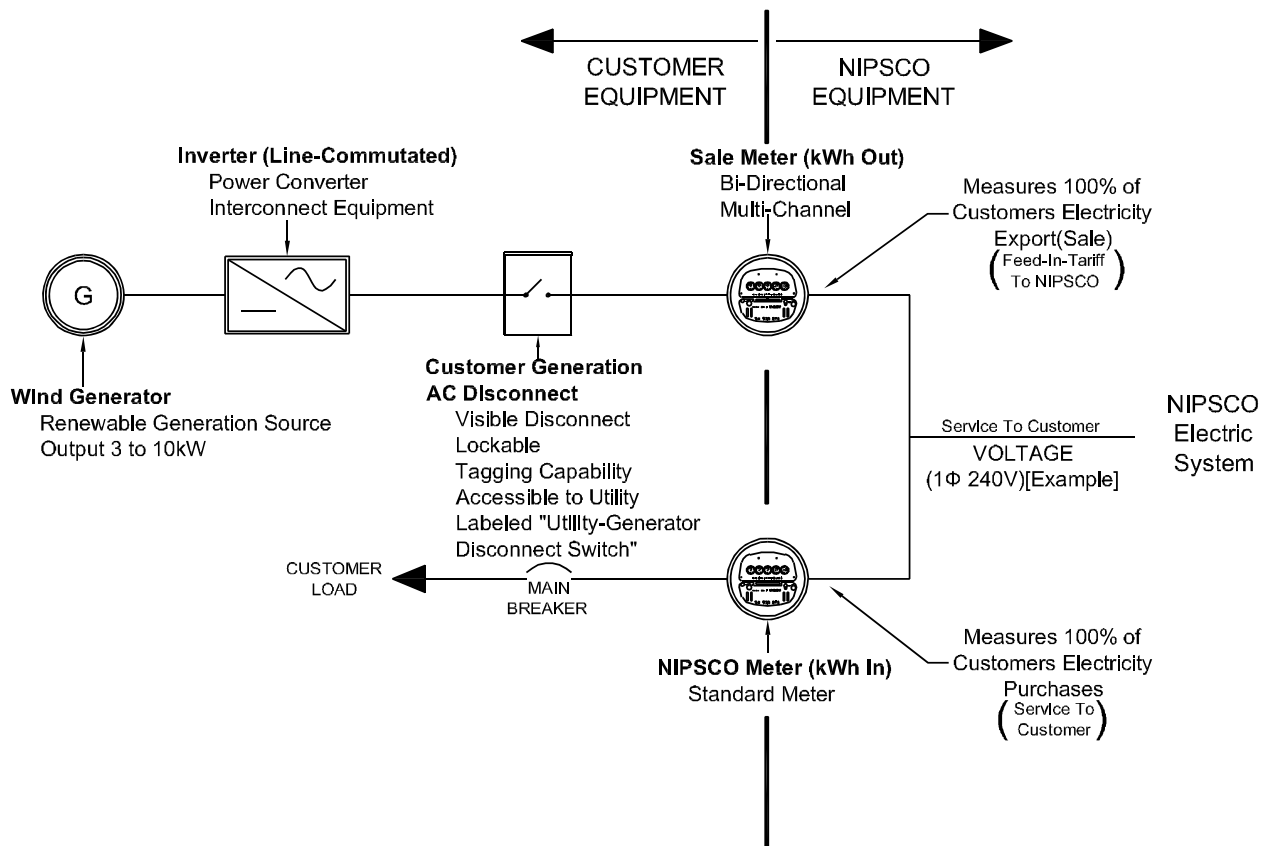 CUSTOMER
EQUIPMENT
NIPSCO
EQUIPMENT
Inverter (Line-Commutated)
Power Converter
Interconnect Equipment
Sale Meter (kWh Out)
Bi-Directional
Multi-Channel
Measures 100% of
Customers Electricity
Export(Sale)
(Feed-In-Tariff
To NIPSCO)
G
Wind Generator
Renewable Generation Source
Output 3 to 10kW
Customer Generation
AC Disconnect
Visible Disconnect
Lockable
Tagging Capability
Accessible to Utility
Labeled "Utility-Generator
Disconnect Switch"
Service To Customer
VOLTAGE
(1Φ 240V)[Example]
NIPSCO
Electric
System
CUSTOMER
LOAD
MAIN
BREAKER
NIPSCO Meter (kWh In)
Standard Meter
Measures 100% of
Customers Electricity
Purchases
(Service To
Customer)